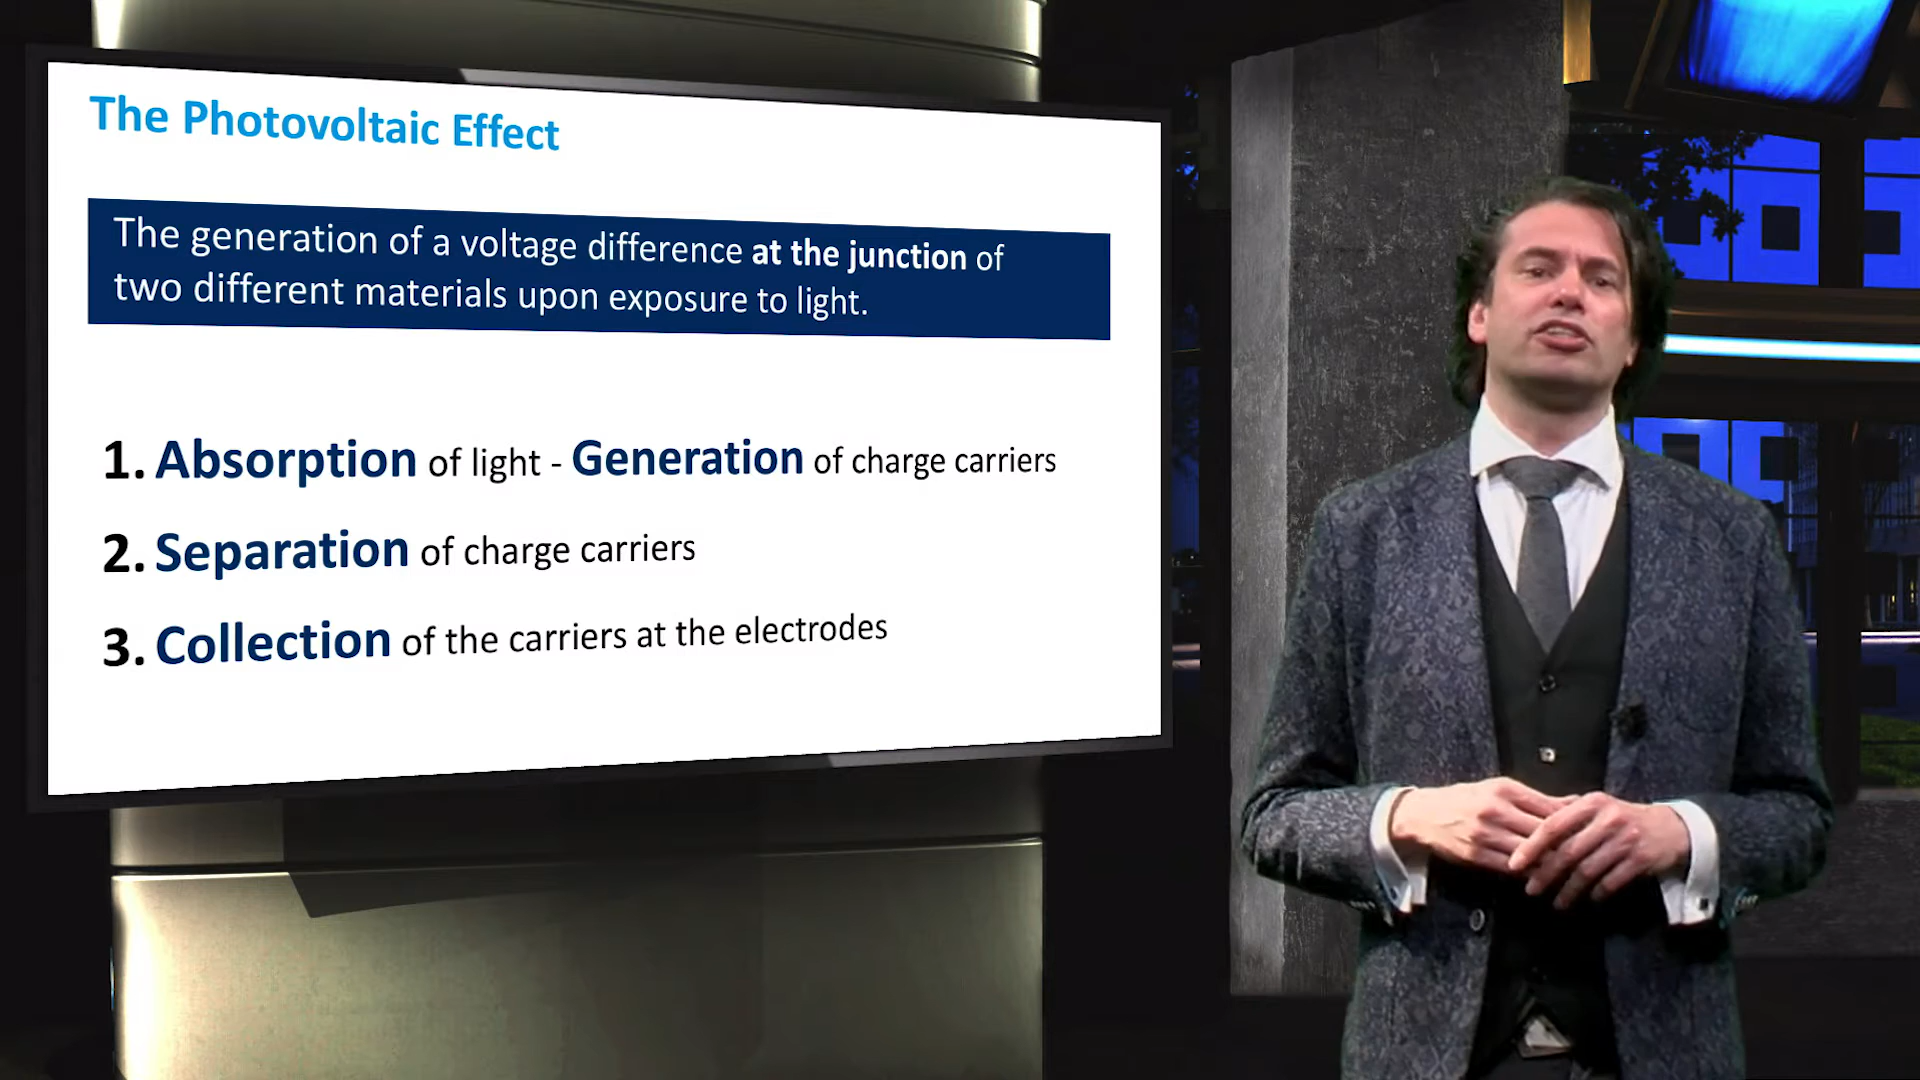 The Photovoltaic Effect
The generation of a voltage difference at the junction of
two different materials upon exposure to light.
1. Absorption of light - Generation of charge carriers
2. Separation of charge carriers
3. Collection of the carriers at the electrodes